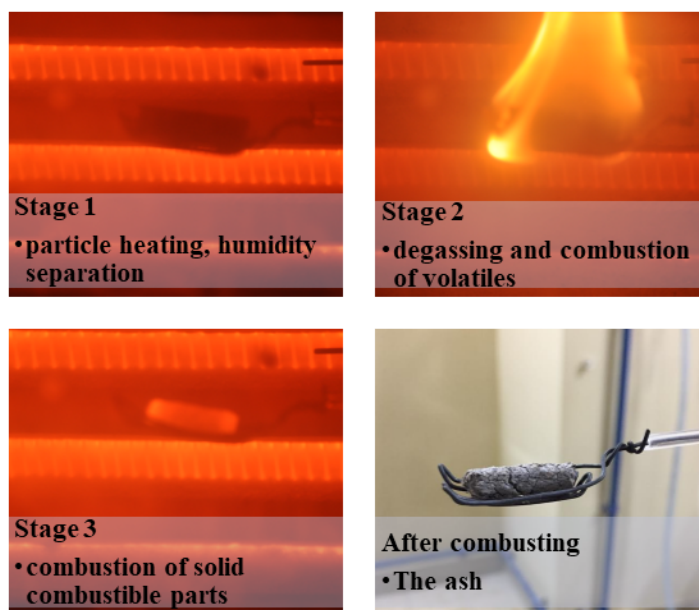 Stage 1
•particle heating, humidity
separation
Stage 2
•degassing and combustion
of volatiles
Stage 3
•combustion of solid
combustible parts
After combusting
•The ash